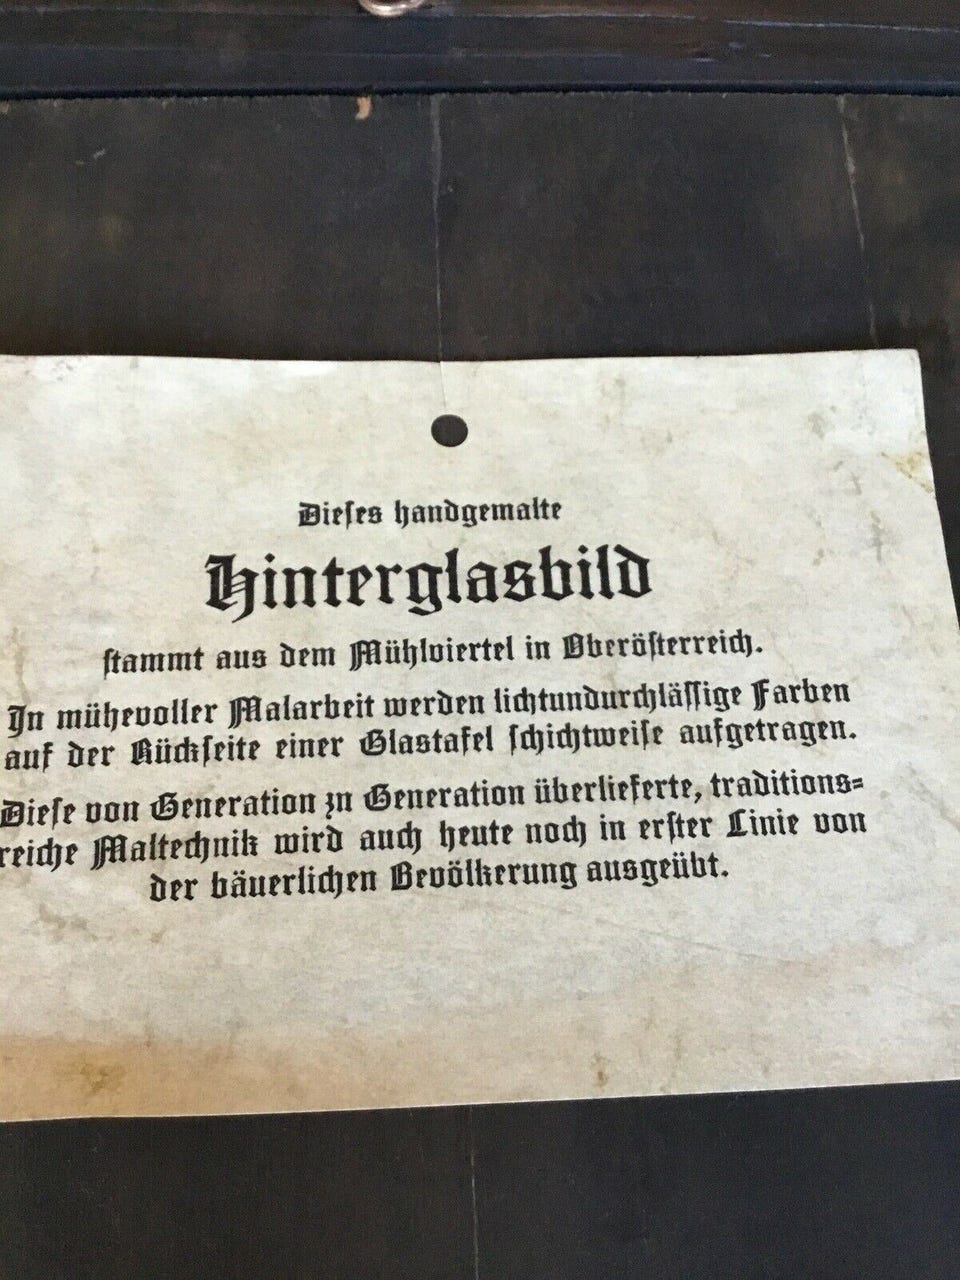 Dieſes handgemalte
Hinterglasbild
ſtammt aus dem Mühlviertel in Oberöſterreich.
In mühevoller Malarbeit werden lichtundurchläſſige Farben
auf der Rückſeite einer Glastafel ſchichtweiſe aufgetragen.
Dieſe von Generation zu Generation überlieferte, traditions=
reiche Maltechnik wird auch heute noch in erſter Linie von
der bäuerlichen Bevölkerung ausgeübt.